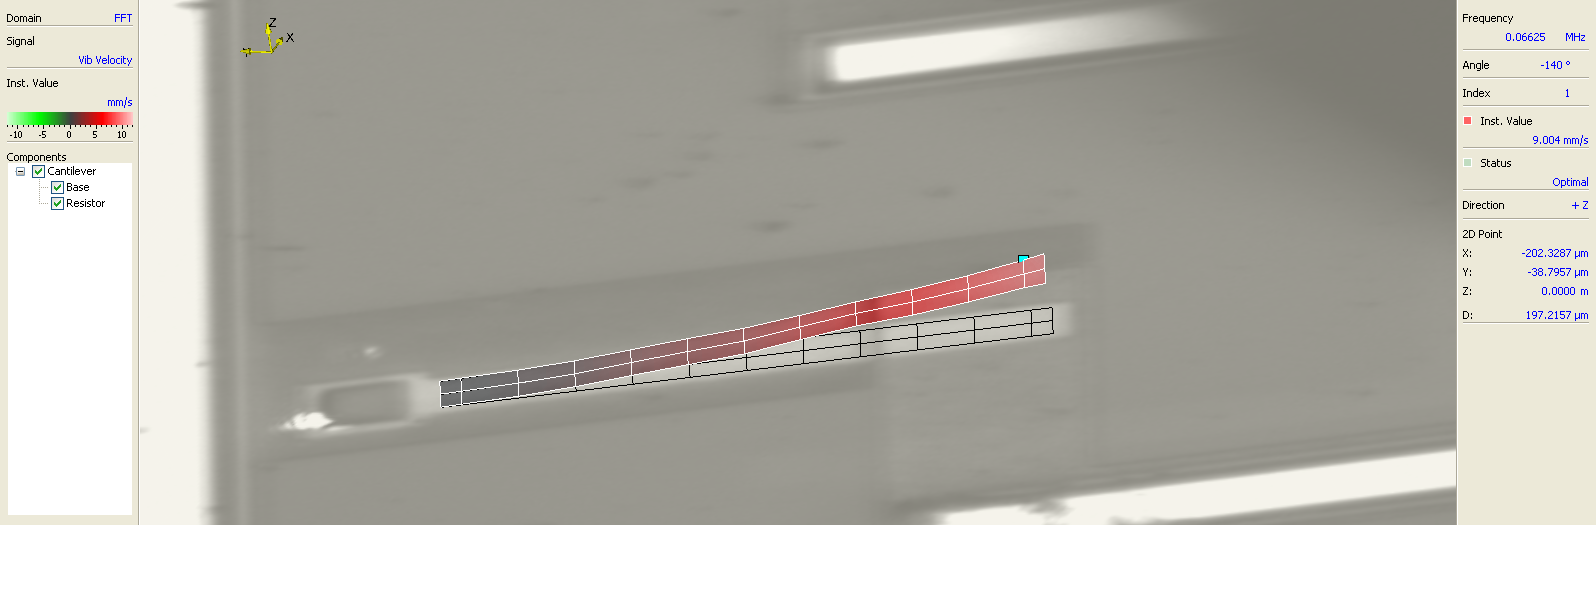 Domain FFT
Signal
Vib Velocity
Inst. Value
mm/s
-10 -5 0 5 10
Components
Cantilever
Base
Resistor
Z
X
Frequency
0.06625 MHz
Angle -140 °
Index 1
Inst. Value
9.004 mm/s
Status
Optimal
Direction + Z
2D Point
X: -202.3287 µm
Y: -38.7957 µm
Z: 0.0000 m
D: 197.2157 µm